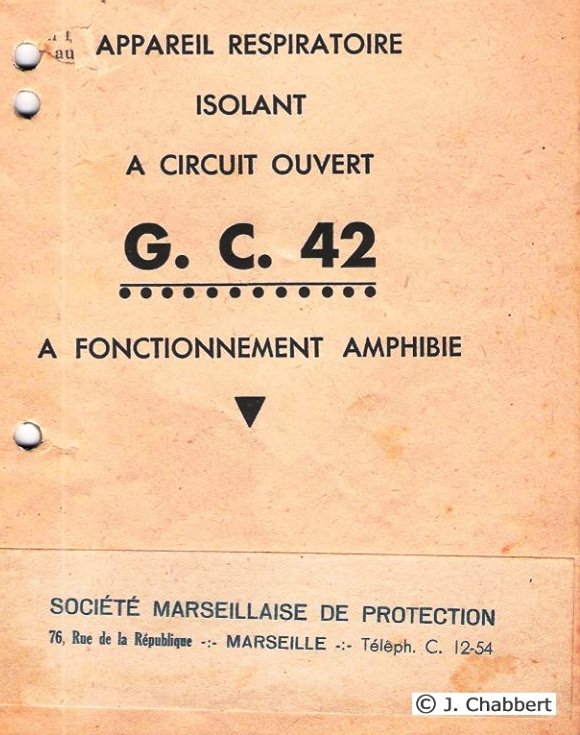 au
APPAREIL RESPIRATOIRE
ISOLANT
A CIRCUIT OUVERT
G. C. 42
A FONCTIONNEMENT AMPHIBIE
SOCIÉTÉ MARSEILLAISE DE PROTECTION
76, Rue de la République -:- MARSEILLE -:- Téléph. C. 12-54
© J. Chabbert